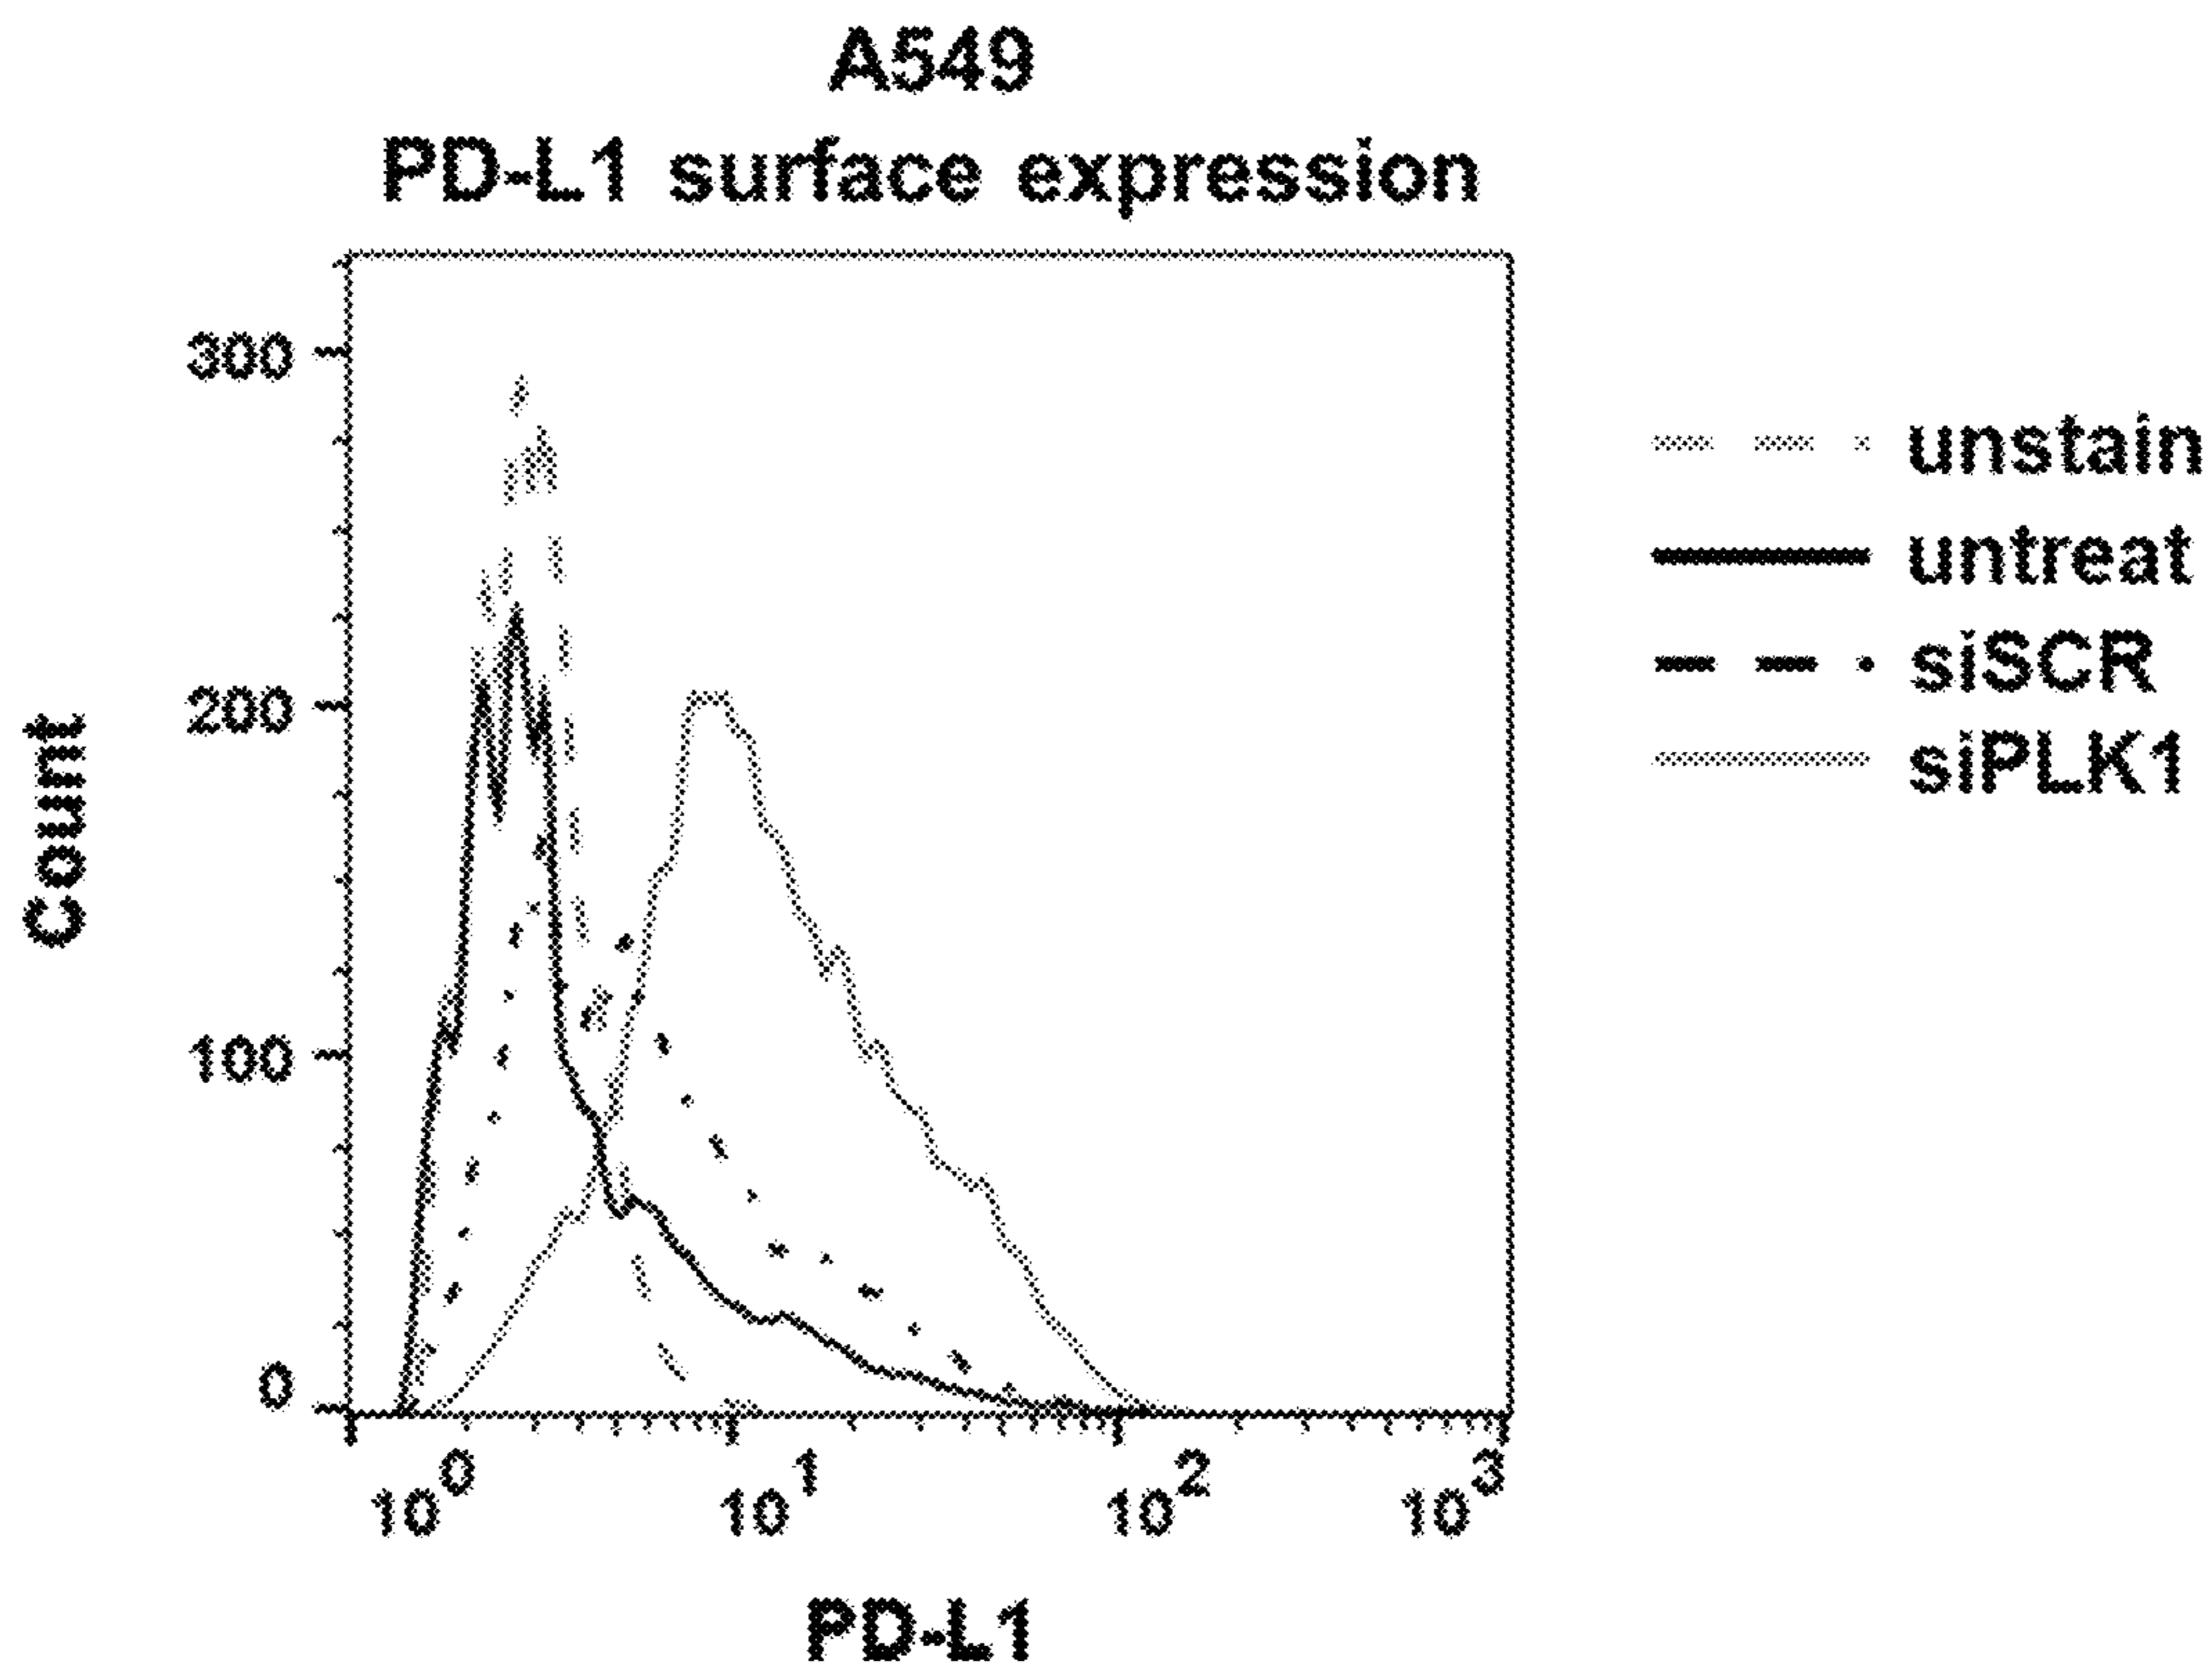 A549
PD-L1 surface expression
300
200
100
0
Count
10^0
10^1
10^2
10^3
PD-L1
unstain
untreat
siSCR
siPLK1